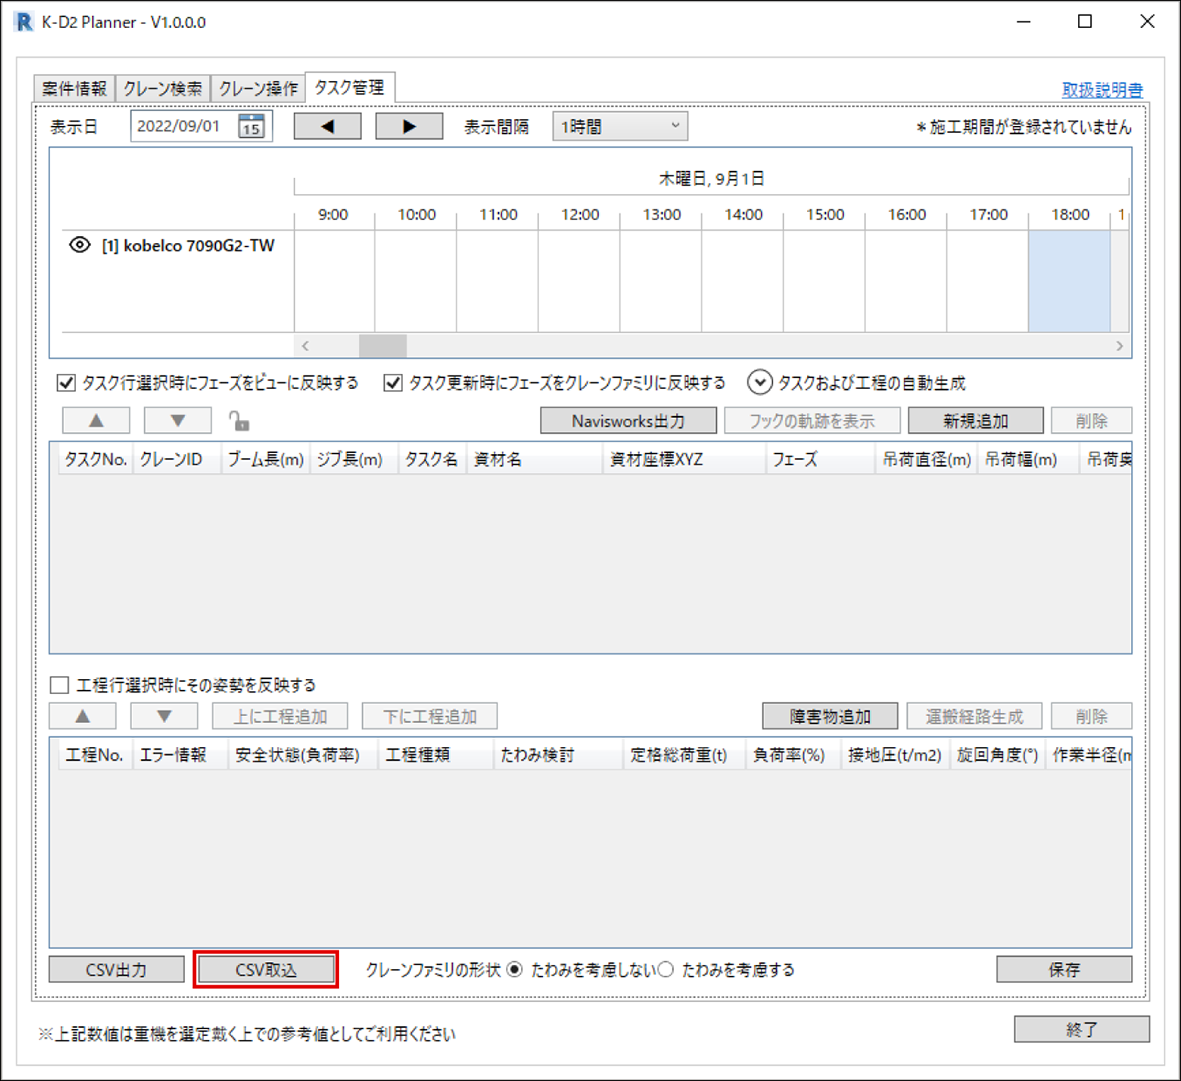 K-D2 Planner - V1.0.0.0
案件情報 クレーン検索 クレーン操作 タスク管理 取扱説明書
表示日 2022/09/01 15 ◀ ▶ 表示間隔 1時間 *施工期間が登録されていません
木曜日, 9月1日
9:00 10:00 11:00 12:00 13:00 14:00 15:00 16:00 17:00 18:00 1
[1] kobelco 7090G2-TW
タスク行選択時にフェーズをビューに反映する タスク更新時にフェーズをクレーンファミリに反映する タスクおよび工程の自動生成
▲ ▼ Navisworks出力 フックの軌跡を表示 新規追加 削除
タスクNo. クレーンID ブーム長(m) ジブ長(m) タスク名 資材名 資材座標XYZ フェーズ 吊荷直径(m) 吊荷幅(m) 吊荷奥
工程行選択時にその姿勢を反映する
▲ ▼ 上に工程追加 下に工程追加 障害物追加 運搬経路生成 削除
工程No. エラー情報 安全状態(負荷率) 工程種類 たわみ検討 定格総荷重(t) 負荷率(%) 接地圧(t/m2) 旋回角度(°) 作業半径(m
CSV出力 CSV取込 クレーンファミリの形状 たわみを考慮しない たわみを考慮する 保存
※上記数値は重機を選定戴く上での参考値としてご利用ください 終了